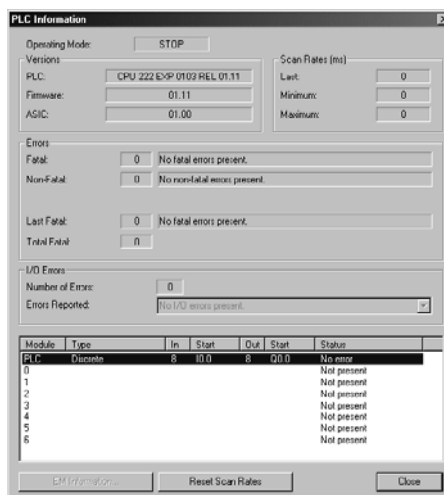 PLC Information
Operating Mode: STOP
Versions
PLC: CPU 222 EXP 0103 REL 01.11
Firmware: 01.11
ASIC: 01.00
Scan Rates (ms)
Last: 0
Minimum: 0
Maximum: 0
Errors
Fatal: 0 No fatal errors present.
Non-Fatal: 0 No non-fatal errors present.
Last Fatal: 0 No fatal errors present.
Total Fatal: 0
I/O Errors
Number of Errors: 0
Errors Reported: No I/O errors present.
Module Type In Start Out Start Status
PLC Discrete 8 I0.0 8 Q0.0 No error
0 Not present
1 Not present
2 Not present
3 Not present
4 Not present
5 Not present
6 Not present
EM Information... Reset Scan Rates Close